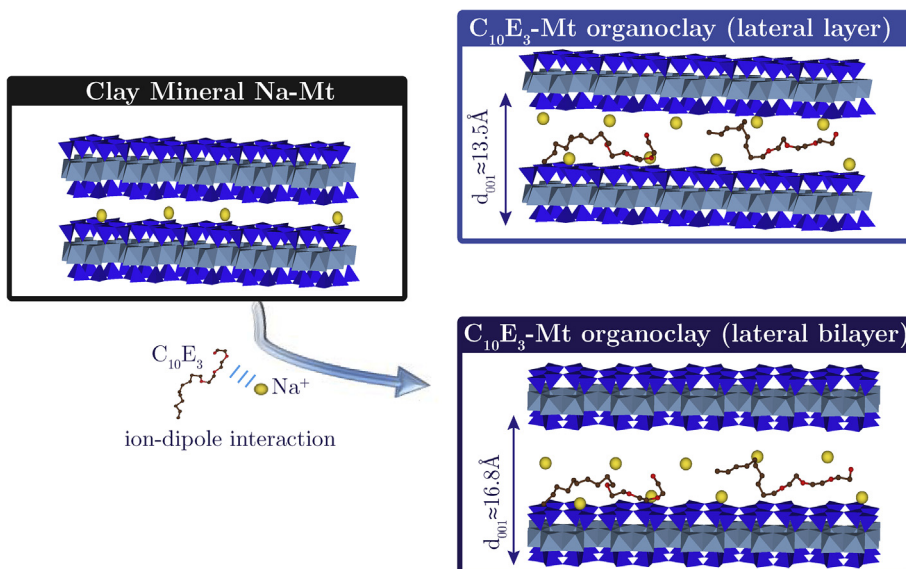 C₁₀E₃-Mt organoclay (lateral layer)
Clay Mineral Na-Mt
d₀₀₁≈13.5Å
C₁₀E₃
Na⁺
ion-dipole interaction
C₁₀E₃-Mt organoclay (lateral bilayer)
d₀₀₁≈16.8Å